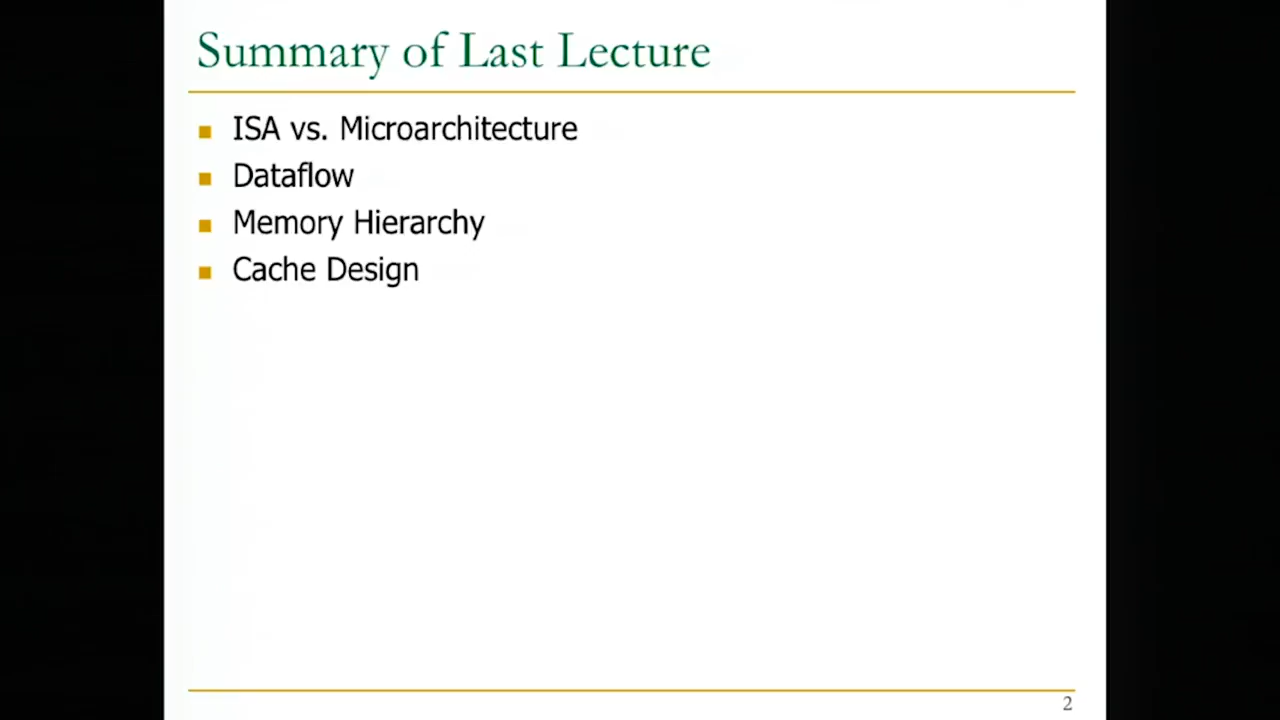 Summary of Last Lecture
ISA vs. Microarchitecture
Dataflow
Memory Hierarchy
Cache Design
2